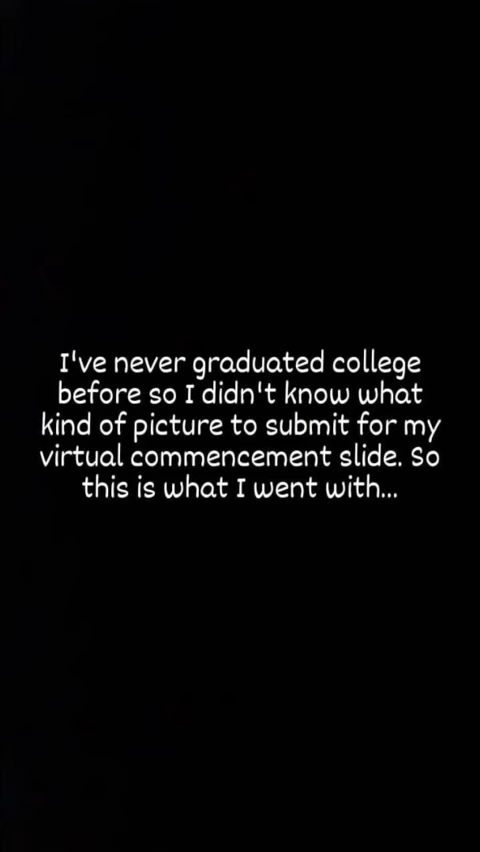 I've never graduated college
before so I didn't know what
kind of picture to submit for my
virtual commencement slide. So
this is what I went with...